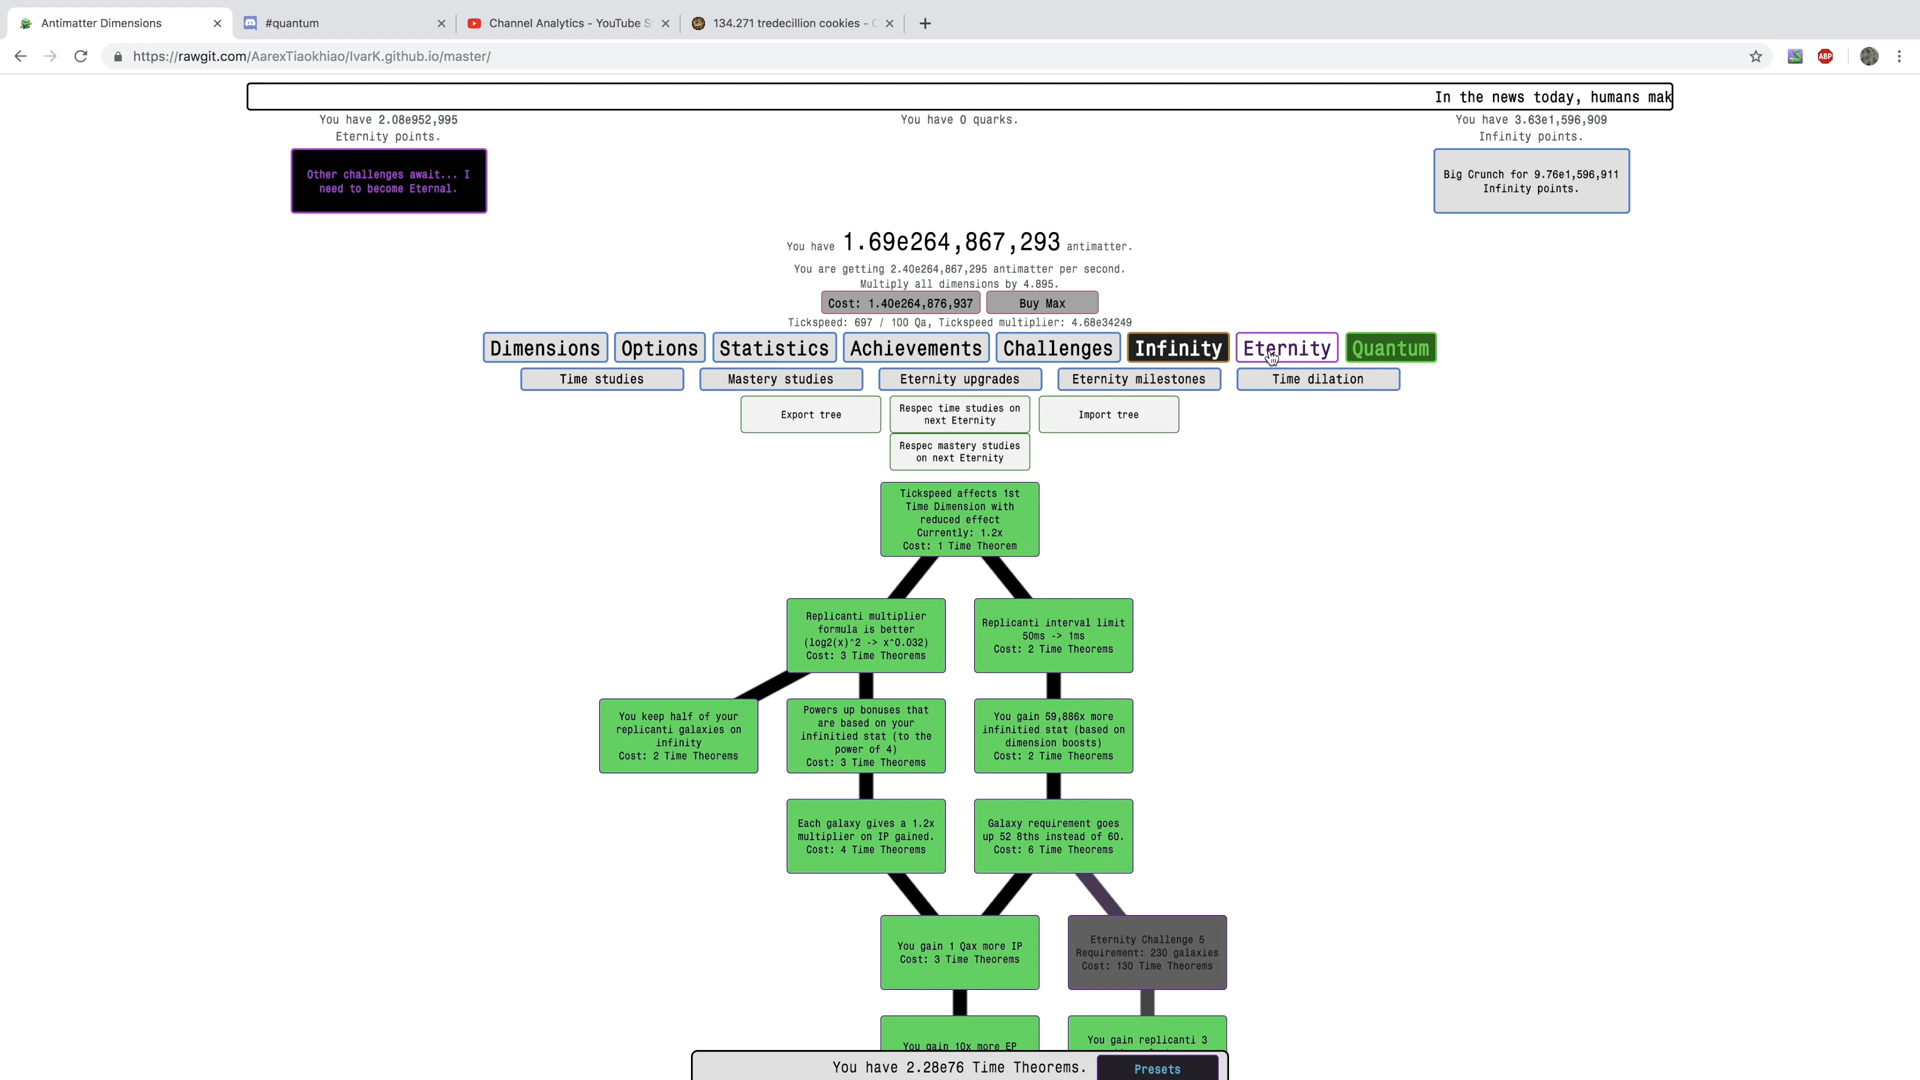 Antimatter Dimensions
#quantum
Channel Analytics - YouTube S
134.271 tredecillion cookies -
https://rawgit.com/AarexTiaokhiao/IvarK.github.io/master/
ABP
In the news today, humans mak
You have 2.08e952,995
Eternity points.
You have 0 quarks.
You have 3.63e1,596,909
Infinity points.
Other challenges await... I
need to become Eternal.
Big Crunch for 9.76e1,596,911
Infinity points.
You have 1.69e264,867,293 antimatter.
You are getting 2.40e264,867,295 antimatter per second.
Multiply all dimensions by 4.895.
Cost: 1.40e264,876,937
Buy Max
Tickspeed: 697 / 100 Qa, Tickspeed multiplier: 4.68e34249
Dimensions
Options
Statistics
Achievements
Challenges
Infinity
Eternity
Quantum
Time studies
Mastery studies
Eternity upgrades
Eternity milestones
Time dilation
Export tree
Respec time studies on
next Eternity
Import tree
Respec mastery studies
on next Eternity
Tickspeed affects 1st
Time Dimension with
reduced effect
Currently: 1.2x
Cost: 1 Time Theorem
Replicanti multiplier
formula is better
(log2(x)^2 -> x^0.032)
Cost: 3 Time Theorems
Replicanti interval limit
50ms -> 1ms
Cost: 2 Time Theorems
You keep half of your
replicanti galaxies on
infinity
Cost: 2 Time Theorems
Powers up bonuses that
are based on your
infinitied stat (to the
power of 4)
Cost: 3 Time Theorems
You gain 59,886x more
infinitied stat (based on
dimension boosts)
Cost: 2 Time Theorems
Each galaxy gives a 1.2x
multiplier on IP gained.
Cost: 4 Time Theorems
Galaxy requirement goes
up 52 8ths instead of 60.
Cost: 6 Time Theorems
You gain 1 Qax more IP
Cost: 3 Time Theorems
Eternity Challenge 5
Requirement: 230 galaxies
Cost: 130 Time Theorems
You gain 10x more EP
You gain replicanti 3
You have 2.28e76 Time Theorems.
Presets